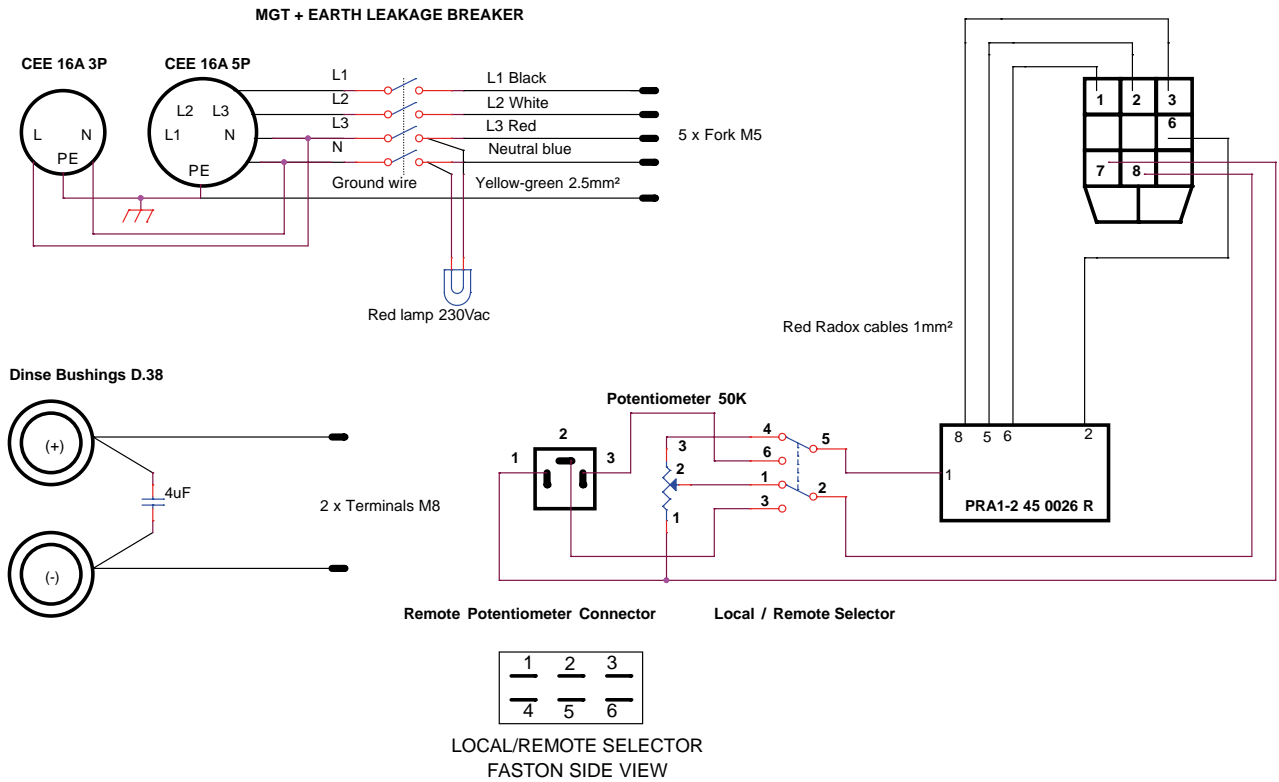 MGT + EARTH LEAKAGE BREAKER
CEE 16A 3P
CEE 16A 5P
L
N
PE
L2
L3
L1
N
PE
L1
L2
L3
N
Ground wire
L1 Black
L2 White
L3 Red
Neutral blue
Yellow-green 2.5mm²
5 x Fork M5
Red lamp 230Vac
1
2
3
6
7
8
Red Radox cables 1mm²
Dinse Bushings D.38
(+)
4uF
(-)
2 x Terminals M8
Potentiometer 50K
1
2
3
3
2
1
4
6
1
3
5
2
8
5
6
2
1
PRA1-2 45 0026 R
Remote Potentiometer Connector
Local / Remote Selector
1 2 3
4 5 6
LOCAL/REMOTE SELECTOR
FASTON SIDE VIEW